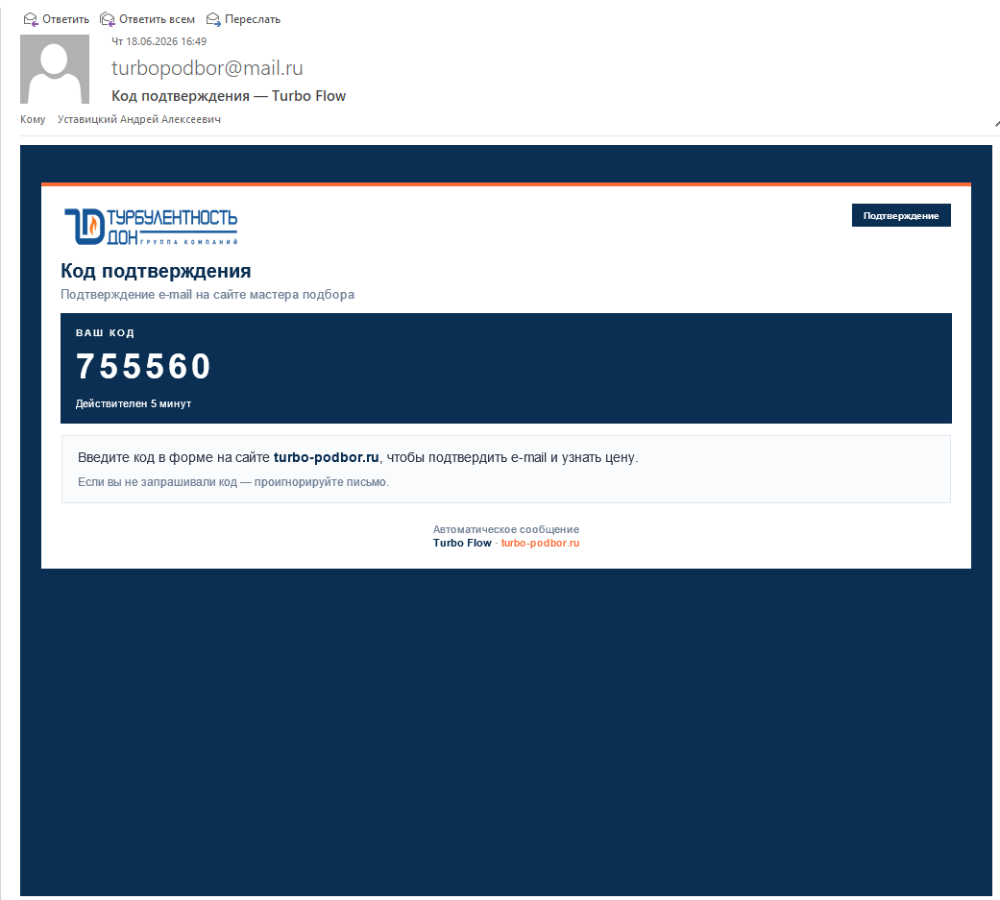 Ответить Ответить всем Переслать
Чт 18.06.2026 16:49
turbopodbor@mail.ru
Код подтверждения — Turbo Flow
Кому Уставицкий Андрей Алексеевич
ТУРБУЛЕНТНОСТЬ
ДОН ГРУППА КОМПАНИЙ
Подтверждение
Код подтверждения
Подтверждение e-mail на сайте мастера подбора
ВАШ КОД
755560
Действителен 5 минут
Введите код в форме на сайте turbo-podbor.ru, чтобы подтвердить e-mail и узнать цену.
Если вы не запрашивали код — проигнорируйте письмо.
Автоматическое сообщение
Turbo Flow · turbo-podbor.ru